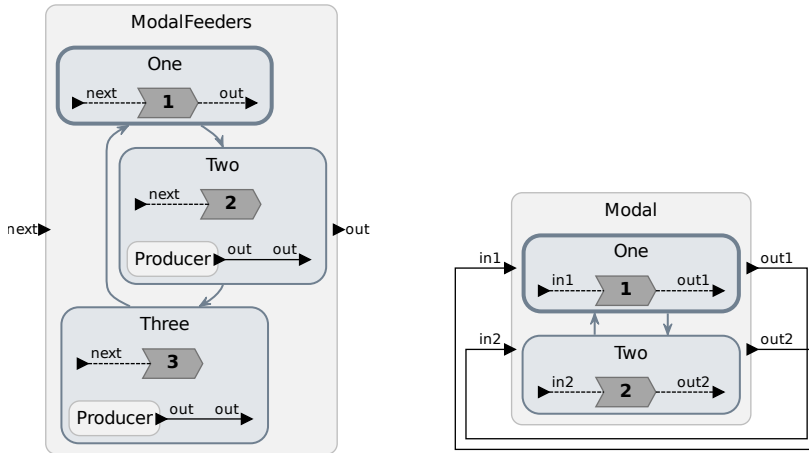 ModalFeeders
One
next 1 out
Two
next 2
Producer out out
next out
Three
next 3
Producer out out
Modal
One
in1 1 out1
in1 out1
Two
in2 2 out2
in2 out2